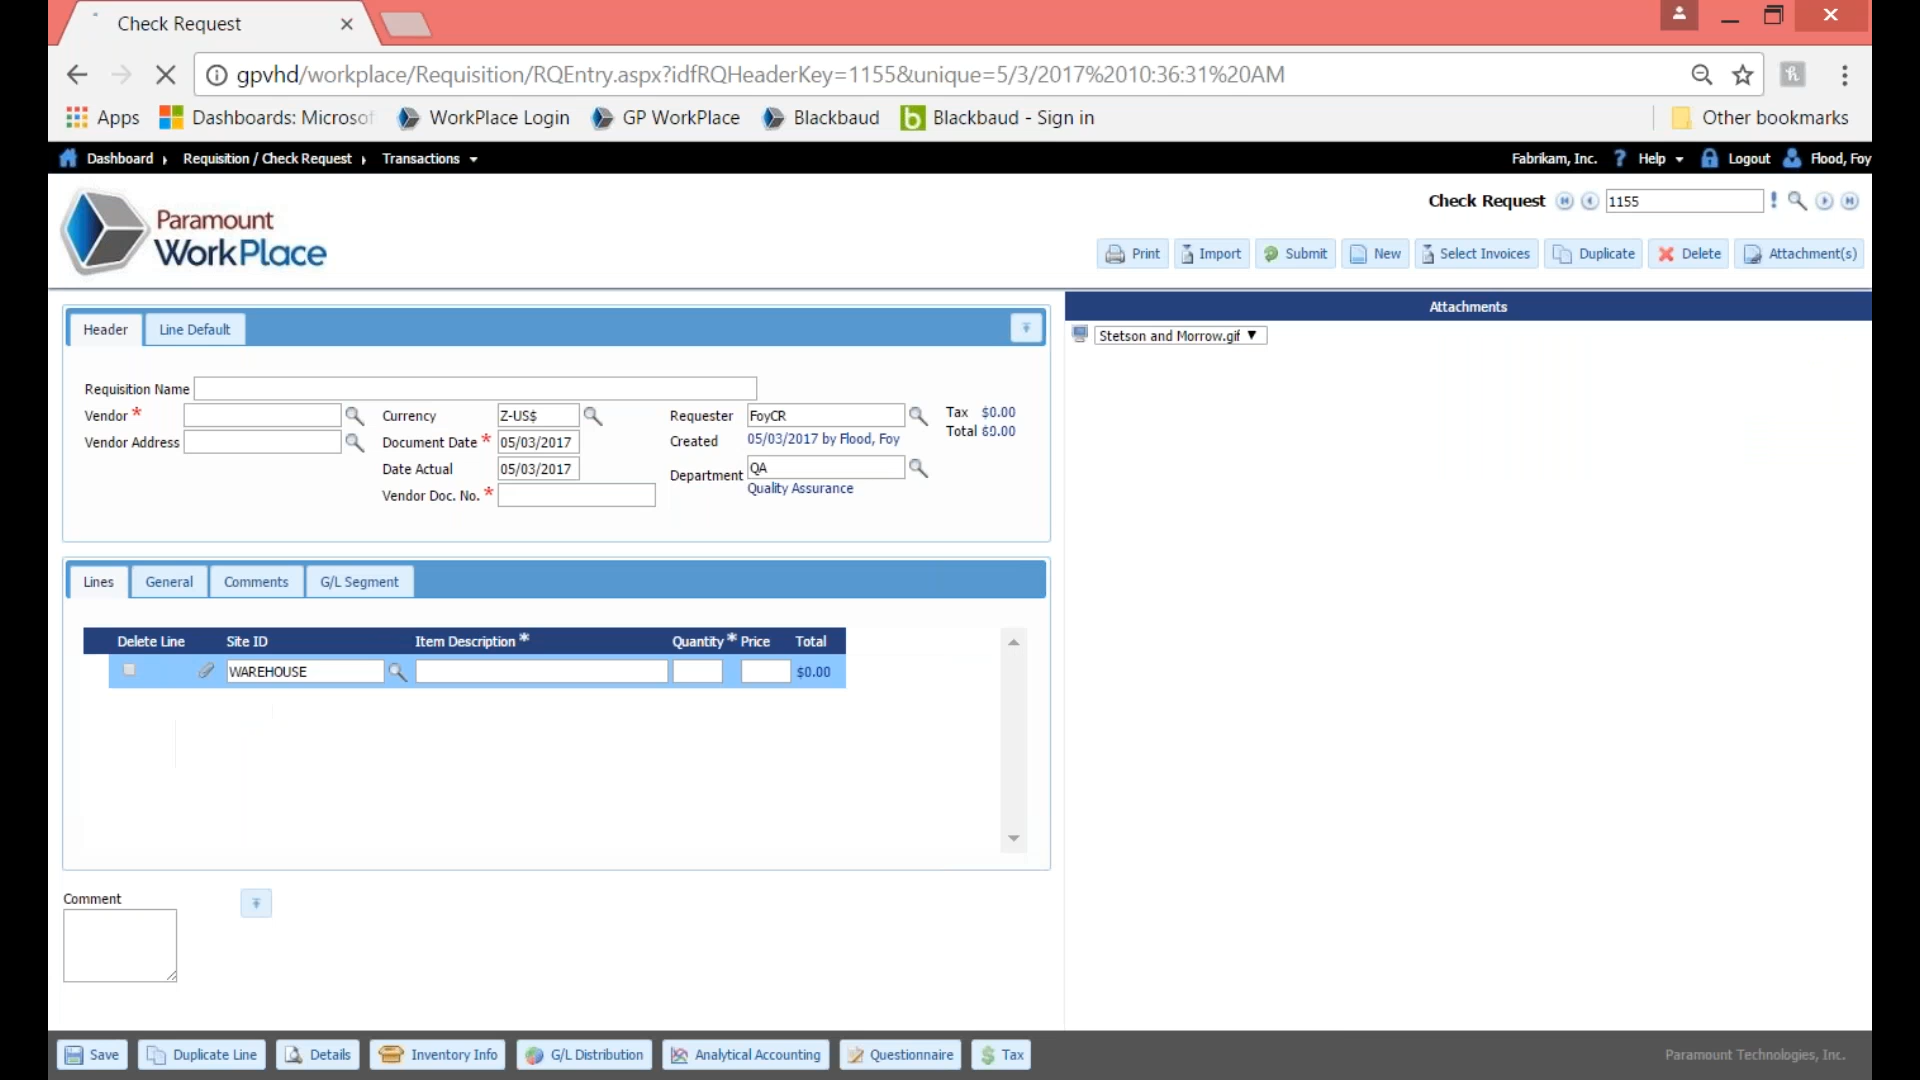 Check Request
gpvhd/workplace/Requisition/RQEntry.aspx?idfRQHeaderKey=1155&unique=5/3/2017%2010:36:31%20AM
Apps Dashboards: Microsof WorkPlace Login GP WorkPlace Blackbaud Blackbaud - Sign in Other bookmarks
Dashboard Requisition / Check Request Transactions Fabrikam, Inc. ? Help Logout Flood, Foy
Paramount
WorkPlace
Check Request 1155
Print Import Submit New Select Invoices Duplicate Delete Attachment(s)
Header Line Default
Attachments
Stetson and Morrow.gif
Requisition Name
Vendor * Currency Z-US$ Requester FoyCR Tax $0.00
Vendor Address Document Date * 05/03/2017 Created 05/03/2017 by Flood, Foy Total $0.00
Date Actual 05/03/2017 Department QA
Vendor Doc. No. * Quality Assurance
Lines General Comments G/L Segment
Delete Line Site ID Item Description * Quantity * Price Total
WAREHOUSE $0.00
Comment
Save Duplicate Line Details Inventory Info G/L Distribution Analytical Accounting Questionnaire Tax Paramount Technologies, Inc.